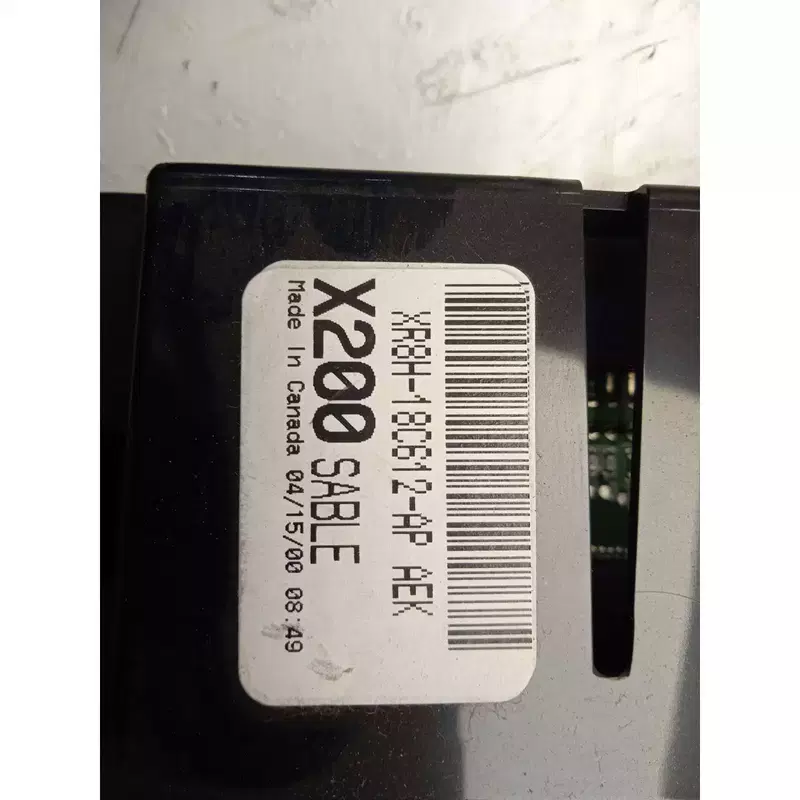 XR8H-18C612-AP AEK
X200 SABLE
Made In Canada 04/15/00 08:49